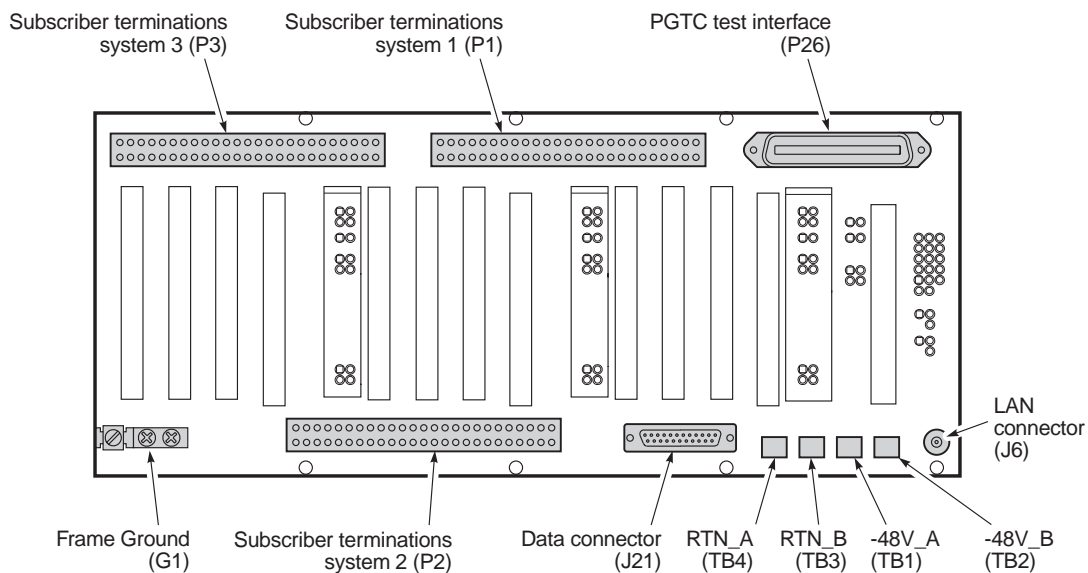 Subscriber terminations
system 3 (P3)
Subscriber terminations
system 1 (P1)
PGTC test interface
(P26)
LAN
connector
(J6)
Frame Ground
(G1)
Subscriber terminations
system 2 (P2)
Data connector
(J21)
RTN_A
(TB4)
RTN_B
(TB3)
-48V_A
(TB1)
-48V_B
(TB2)